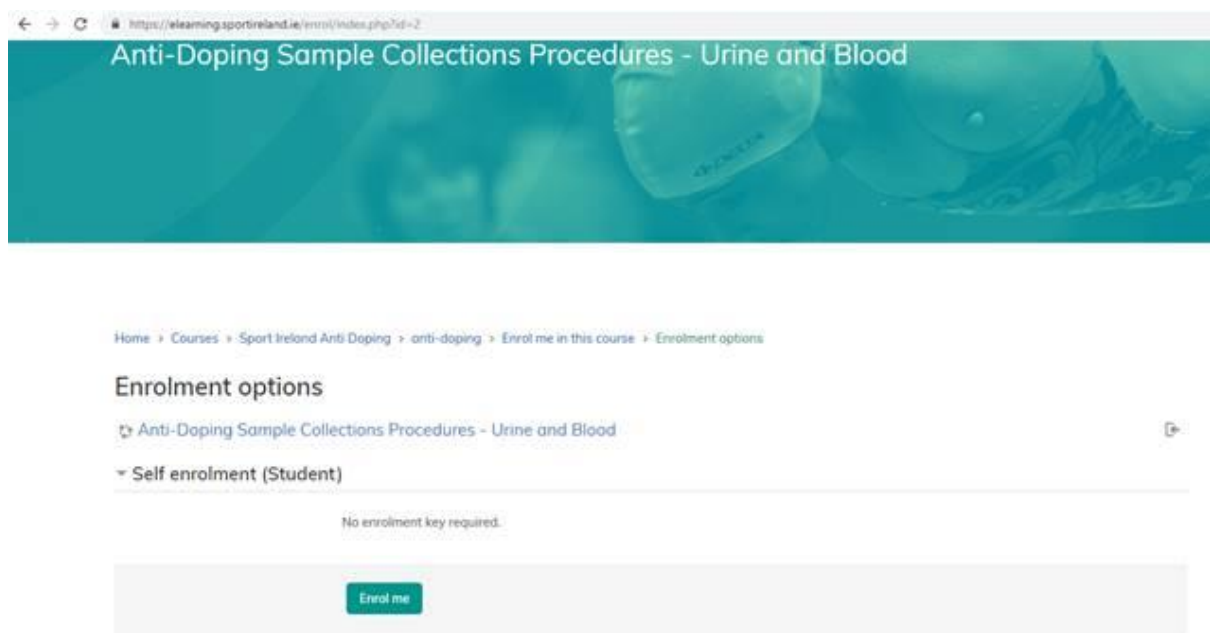 https://elearning.sportireland.ie/enrol/index.php?id=2
Anti-Doping Sample Collections Procedures - Urine and Blood
Home > Courses > Sport Ireland Anti Doping > anti-doping > Enrol me in this course > Enrolment options
Enrolment options
Anti-Doping Sample Collections Procedures - Urine and Blood
Self enrolment (Student)
No enrolment key required.
Enrol me